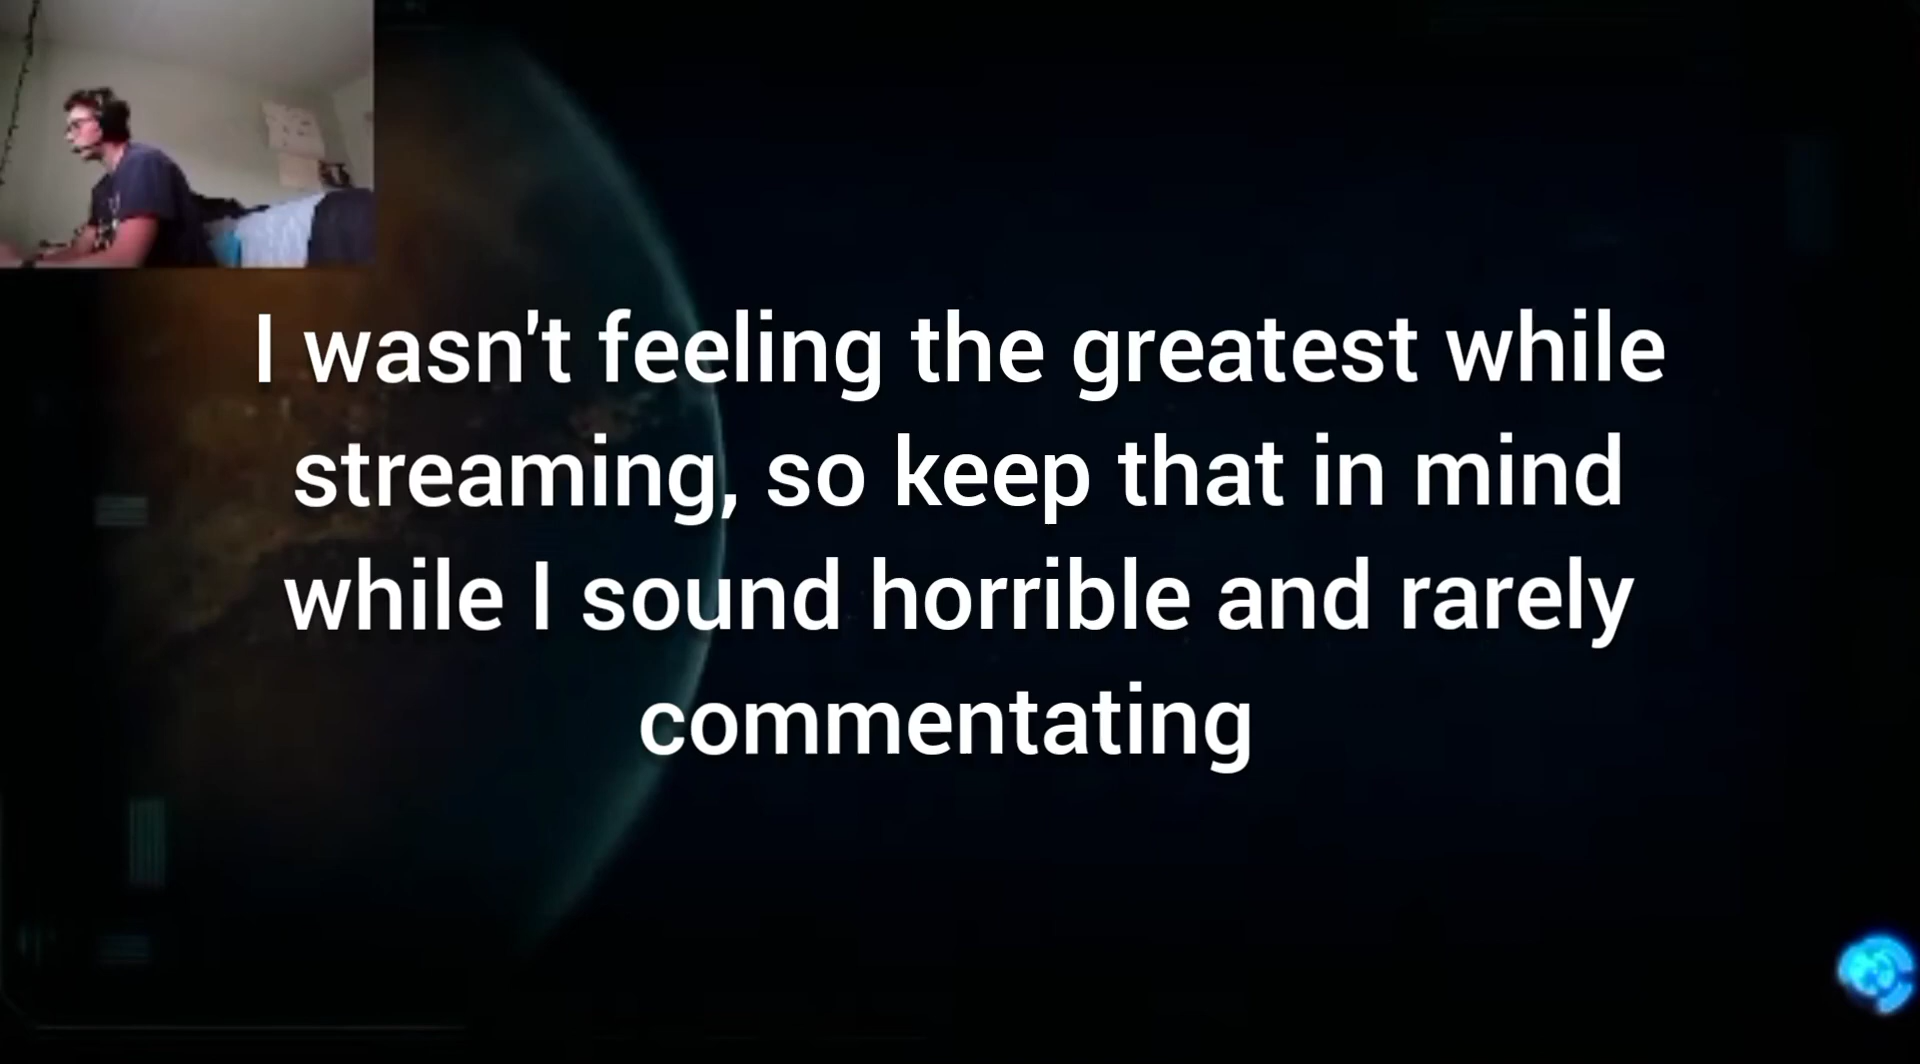 I wasn't feeling the greatest while
streaming, so keep that in mind
while I sound horrible and rarely
commentating